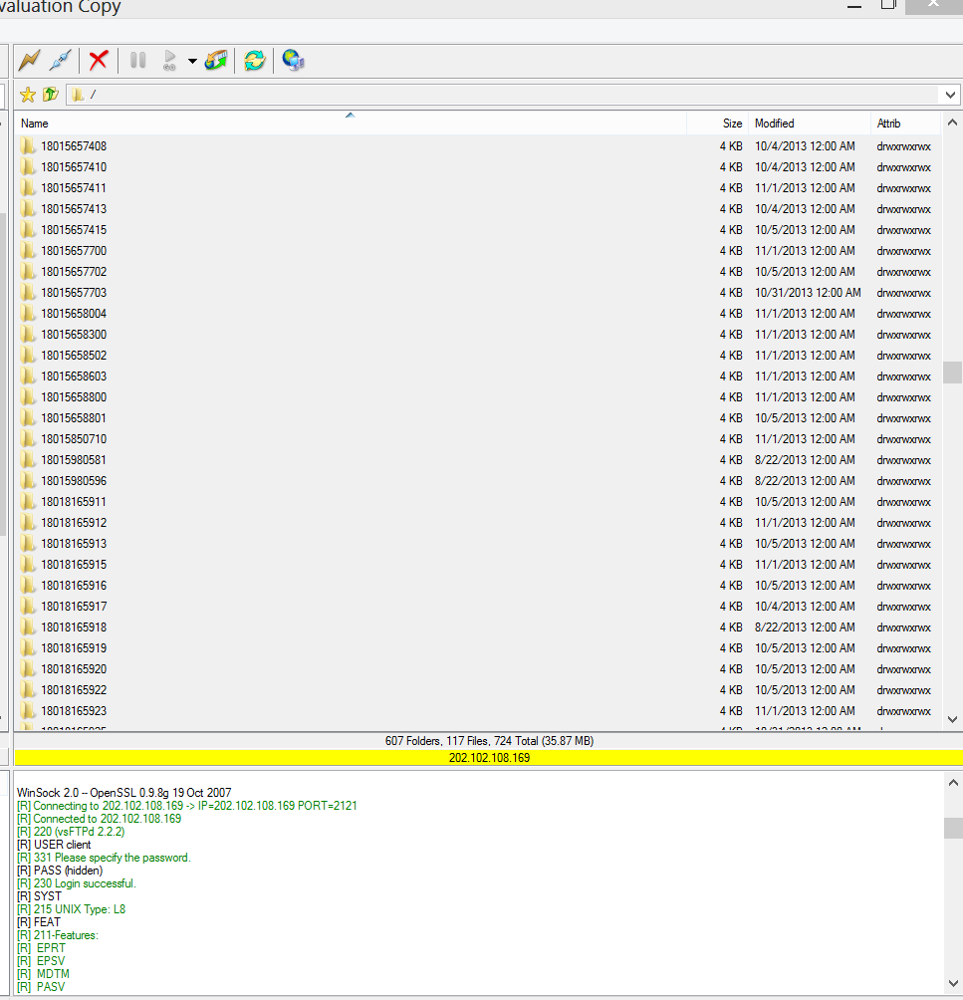 valuation Copy
GO
/
Name Size Modified Attrib
18015657408 4 KB 10/4/2013 12:00 AM drwxrwxrwx
18015657410 4 KB 10/4/2013 12:00 AM drwxrwxrwx
18015657411 4 KB 11/1/2013 12:00 AM drwxrwxrwx
18015657413 4 KB 10/4/2013 12:00 AM drwxrwxrwx
18015657415 4 KB 10/5/2013 12:00 AM drwxrwxrwx
18015657700 4 KB 11/1/2013 12:00 AM drwxrwxrwx
18015657702 4 KB 10/5/2013 12:00 AM drwxrwxrwx
18015657703 4 KB 10/31/2013 12:00 AM drwxrwxrwx
18015658004 4 KB 11/1/2013 12:00 AM drwxrwxrwx
18015658300 4 KB 11/1/2013 12:00 AM drwxrwxrwx
18015658502 4 KB 11/1/2013 12:00 AM drwxrwxrwx
18015658603 4 KB 11/1/2013 12:00 AM drwxrwxrwx
18015658800 4 KB 11/1/2013 12:00 AM drwxrwxrwx
18015658801 4 KB 10/5/2013 12:00 AM drwxrwxrwx
18015850710 4 KB 11/1/2013 12:00 AM drwxrwxrwx
18015980581 4 KB 8/22/2013 12:00 AM drwxrwxrwx
18015980596 4 KB 8/22/2013 12:00 AM drwxrwxrwx
18018165911 4 KB 10/5/2013 12:00 AM drwxrwxrwx
18018165912 4 KB 11/1/2013 12:00 AM drwxrwxrwx
18018165913 4 KB 10/5/2013 12:00 AM drwxrwxrwx
18018165915 4 KB 11/1/2013 12:00 AM drwxrwxrwx
18018165916 4 KB 10/5/2013 12:00 AM drwxrwxrwx
18018165917 4 KB 10/4/2013 12:00 AM drwxrwxrwx
18018165918 4 KB 8/22/2013 12:00 AM drwxrwxrwx
18018165919 4 KB 10/5/2013 12:00 AM drwxrwxrwx
18018165920 4 KB 10/5/2013 12:00 AM drwxrwxrwx
18018165922 4 KB 10/5/2013 12:00 AM drwxrwxrwx
18018165923 4 KB 11/1/2013 12:00 AM drwxrwxrwx
607 Folders, 117 Files, 724 Total (35.87 MB)
202.102.108.169
WinSock 2.0 -- OpenSSL 0.9.8g 19 Oct 2007
[R] Connecting to 202.102.108.169 -> IP=202.102.108.169 PORT=2121
[R] Connected to 202.102.108.169
[R] 220 (vsFTPd 2.2.2)
[R] USER client
[R] 331 Please specify the password.
[R] PASS (hidden)
[R] 230 Login successful.
[R] SYST
[R] 215 UNIX Type: L8
[R] FEAT
[R] 211-Features:
[R] EPRT
[R] EPSV
[R] MDTM
[R] PASV